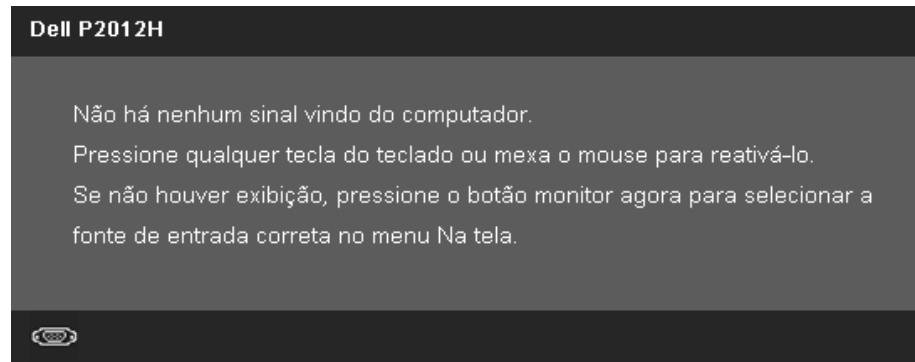 Dell P2012H
Não há nenhum sinal vindo do computador.
Pressione qualquer tecla do teclado ou mexa o mouse para reativá-lo.
Se não houver exibição, pressione o botão monitor agora para selecionar a
fonte de entrada correta no menu Na tela.